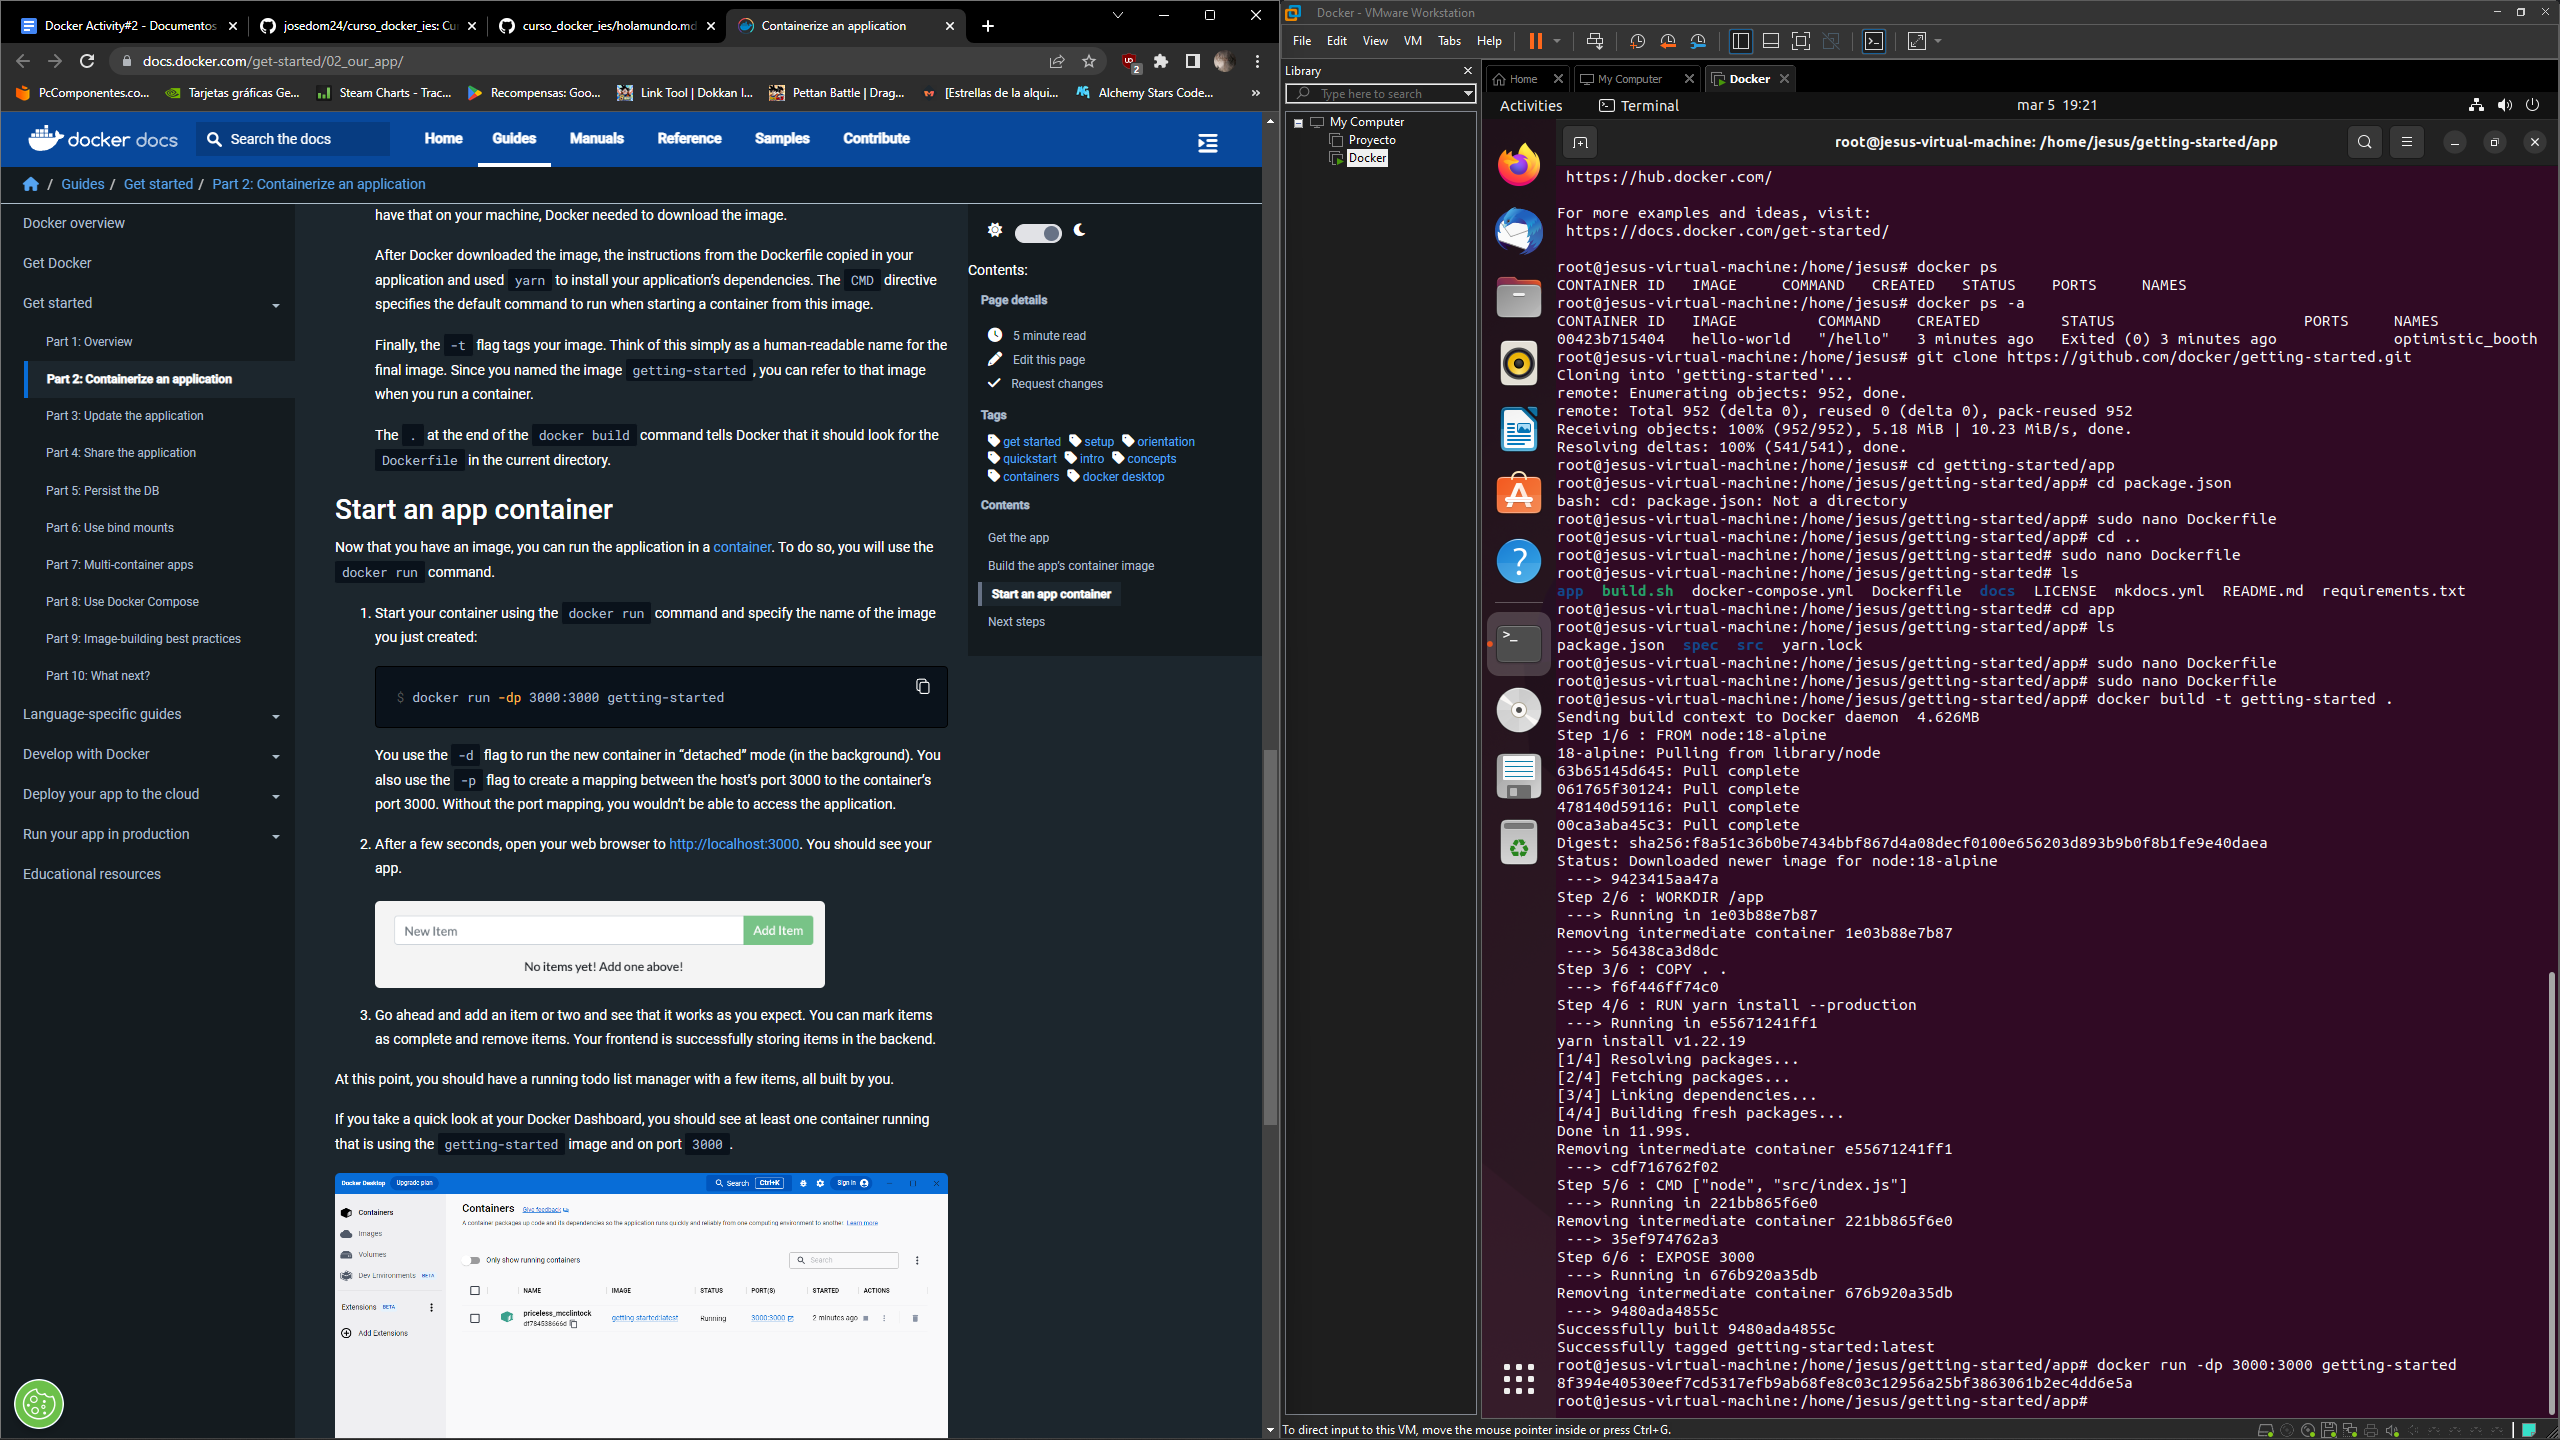 Docker Activity#2 - Documentos
josedom24/curso_docker_ies: Cu
curso_docker_ies/holamundo.md
Containerize an application
docs.docker.com/get-started/02_our_app/
2
PcComponentes.co...
Tarjetas gráficas Ge...
Steam Charts - Trac...
Recompensas: Goo...
Link Tool | Dokkan I...
Pettan Battle | Drag...
[Estrellas de la alqui...
Alchemy Stars Code...
»
docker docs
Search the docs
Home Guides Manuals Reference Samples Contribute
/ Guides / Get started / Part 2: Containerize an application
Docker overview
Get Docker
Get started
Part 1: Overview
Part 2: Containerize an application
Part 3: Update the application
Part 4: Share the application
Part 5: Persist the DB
Part 6: Use bind mounts
Part 7: Multi-container apps
Part 8: Use Docker Compose
Part 9: Image-building best practices
Part 10: What next?
Language-specific guides
Develop with Docker
Deploy your app to the cloud
Run your app in production
Educational resources
have that on your machine, Docker needed to download the image.
After Docker downloaded the image, the instructions from the Dockerfile copied in your
application and used yarn to install your application's dependencies. The CMD directive
specifies the default command to run when starting a container from this image.
Finally, the -t flag tags your image. Think of this simply as a human-readable name for the
final image. Since you named the image getting-started, you can refer to that image
when you run a container.
The . at the end of the docker build command tells Docker that it should look for the
Dockerfile in the current directory.
Start an app container
Now that you have an image, you can run the application in a container. To do so, you will use the
docker run command.
1. Start your container using the docker run command and specify the name of the image
you just created:
$ docker run -dp 3000:3000 getting-started
You use the -d flag to run the new container in “detached” mode (in the background). You
also use the -p flag to create a mapping between the host's port 3000 to the container's
port 3000. Without the port mapping, you wouldn't be able to access the application.
2. After a few seconds, open your web browser to http://localhost:3000. You should see your
app.
New Item Add Item
No items yet! Add one above!
3. Go ahead and add an item or two and see that it works as you expect. You can mark items
as complete and remove items. Your frontend is successfully storing items in the backend.
At this point, you should have a running todo list manager with a few items, all built by you.
If you take a quick look at your Docker Dashboard, you should see at least one container running
that is using the getting-started image and on port 3000.
Docker Desktop Upgrade plan Search Ctrl+K Sign in
Containers
Images
Volumes
Dev Environments BETA
Extensions BETA
Add Extensions
Containers Give feedback
A container packages up code and its dependencies so the application runs quickly and reliably from one computing environment to another. Learn more
Only show running containers
Search
NAME IMAGE STATUS PORT(S) STARTED ACTIONS
priceless_mcclintock getting-started:latest Running 3000:3000 2 minutes ago
df784538666d
Contents:
Page details
5 minute read
Edit this page
Request changes
Tags
get started setup orientation
quickstart intro concepts
containers docker desktop
Contents
Get the app
Build the app's container image
Start an app container
Next steps
Docker - VMware Workstation
File Edit View VM Tabs Help
Library
Type here to search
My Computer
Proyecto
Docker
Home
My Computer
Docker
Activities
Terminal
mar 5 19:21
root@jesus-virtual-machine: /home/jesus/getting-started/app
https://hub.docker.com/
For more examples and ideas, visit:
https://docs.docker.com/get-started/
root@jesus-virtual-machine:/home/jesus# docker ps
CONTAINER ID IMAGE COMMAND CREATED STATUS PORTS NAMES
root@jesus-virtual-machine:/home/jesus# docker ps -a
CONTAINER ID IMAGE COMMAND CREATED STATUS PORTS NAMES
00423b715404 hello-world "/hello" 3 minutes ago Exited (0) 3 minutes ago optimistic_booth
root@jesus-virtual-machine:/home/jesus# git clone https://github.com/docker/getting-started.git
Cloning into 'getting-started'...
remote: Enumerating objects: 952, done.
remote: Total 952 (delta 0), reused 0 (delta 0), pack-reused 952
Receiving objects: 100% (952/952), 5.18 MiB | 10.23 MiB/s, done.
Resolving deltas: 100% (541/541), done.
root@jesus-virtual-machine:/home/jesus# cd getting-started/app
root@jesus-virtual-machine:/home/jesus/getting-started/app# cd package.json
bash: cd: package.json: Not a directory
root@jesus-virtual-machine:/home/jesus/getting-started/app# sudo nano Dockerfile
root@jesus-virtual-machine:/home/jesus/getting-started/app# cd ..
root@jesus-virtual-machine:/home/jesus/getting-started# sudo nano Dockerfile
root@jesus-virtual-machine:/home/jesus/getting-started# ls
app build.sh docker-compose.yml Dockerfile docs LICENSE mkdocs.yml README.md requirements.txt
root@jesus-virtual-machine:/home/jesus/getting-started# cd app
root@jesus-virtual-machine:/home/jesus/getting-started/app# ls
package.json spec src yarn.lock
root@jesus-virtual-machine:/home/jesus/getting-started/app# sudo nano Dockerfile
root@jesus-virtual-machine:/home/jesus/getting-started/app# sudo nano Dockerfile
root@jesus-virtual-machine:/home/jesus/getting-started/app# docker build -t getting-started .
Sending build context to Docker daemon 4.626MB
Step 1/6 : FROM node:18-alpine
18-alpine: Pulling from library/node
63b65145d645: Pull complete
061765f30124: Pull complete
478140d59116: Pull complete
00ca3aba45c3: Pull complete
Digest: sha256:f8a51c36b0be7434bbf867d4a08decf0100e656203d893b9b0f8b1fe9e40daea
Status: Downloaded newer image for node:18-alpine
---> 9423415aa47a
Step 2/6 : WORKDIR /app
---> Running in 1e03b88e7b87
Removing intermediate container 1e03b88e7b87
---> 56438ca3d8dc
Step 3/6 : COPY . .
---> f6f446ff74c0
Step 4/6 : RUN yarn install --production
---> Running in e55671241ff1
yarn install v1.22.19
[1/4] Resolving packages...
[2/4] Fetching packages...
[3/4] Linking dependencies...
[4/4] Building fresh packages...
Done in 11.99s.
Removing intermediate container e55671241ff1
---> cdf716762f02
Step 5/6 : CMD ["node", "src/index.js"]
---> Running in 221bb865f6e0
Removing intermediate container 221bb865f6e0
---> 35ef974762a3
Step 6/6 : EXPOSE 3000
---> Running in 676b920a35db
Removing intermediate container 676b920a35db
---> 9480ada4855c
Successfully built 9480ada4855c
Successfully tagged getting-started:latest
root@jesus-virtual-machine:/home/jesus/getting-started/app# docker run -dp 3000:3000 getting-started
8f394e40530eef7cd5317efb9ab68fe8c03c12956a25bf3863061b2ec4dd6e5a
root@jesus-virtual-machine:/home/jesus/getting-started/app#
To direct input to this VM, move the mouse pointer inside or press Ctrl+G.